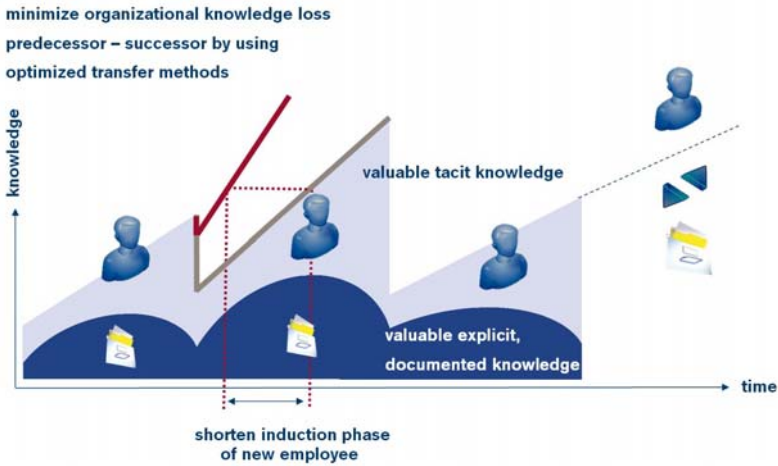 minimize organizational knowledge loss
predecessor – successor by using
optimized transfer methods
knowledge
valuable tacit knowledge
valuable explicit,
documented knowledge
time
shorten induction phase
of new employee